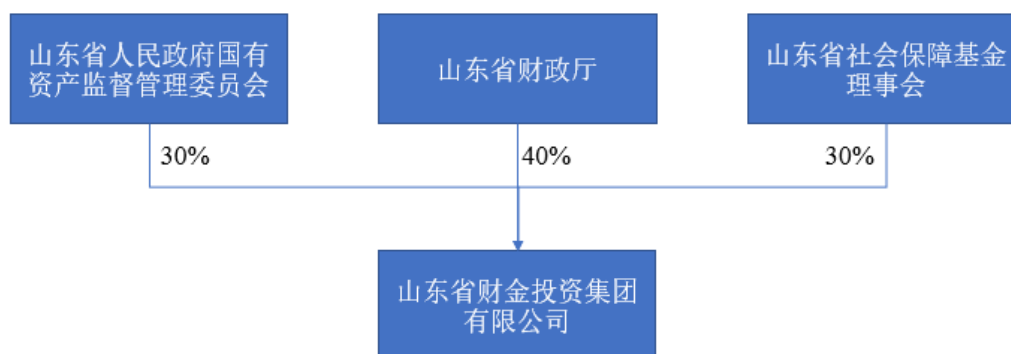 山东省人民政府国有
资产监督管理委员会
山东省财政厅
山东省社会保障基金
理事会
30%
40%
30%
山东省财金投资集团
有限公司